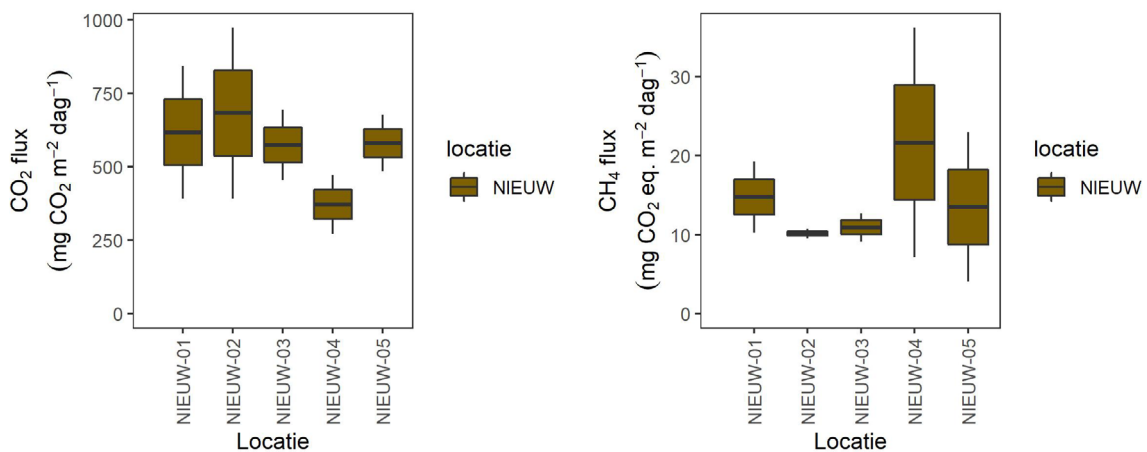 CO₂ flux
(mg CO₂ m⁻² dag⁻¹)
1000
750
500
250
0
NIEUW-01
NIEUW-02
NIEUW-03
NIEUW-04
NIEUW-05
Locatie
locatie
NIEUW
CH₄ flux
(mg CO₂ eq. m⁻² dag⁻¹)
30
20
10
0
NIEUW-01
NIEUW-02
NIEUW-03
NIEUW-04
NIEUW-05
Locatie
locatie
NIEUW